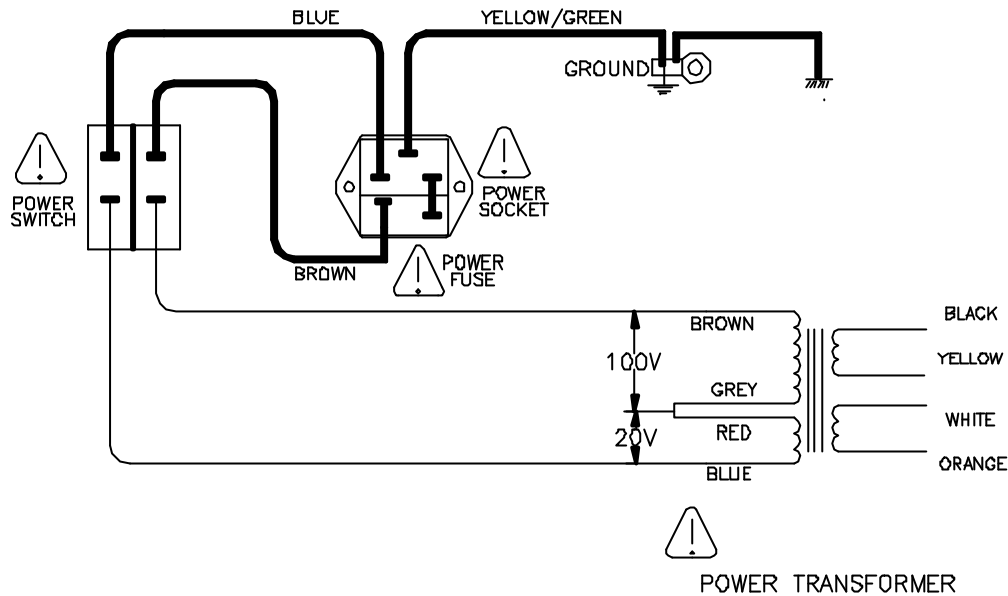 BLUE
YELLOW/GREEN
GROUND
POWER
SWITCH
POWER
SOCKET
BROWN
POWER
FUSE
BROWN
BLACK
100V
YELLOW
GREY
20V
RED
WHITE
BLUE
ORANGE
POWER TRANSFORMER